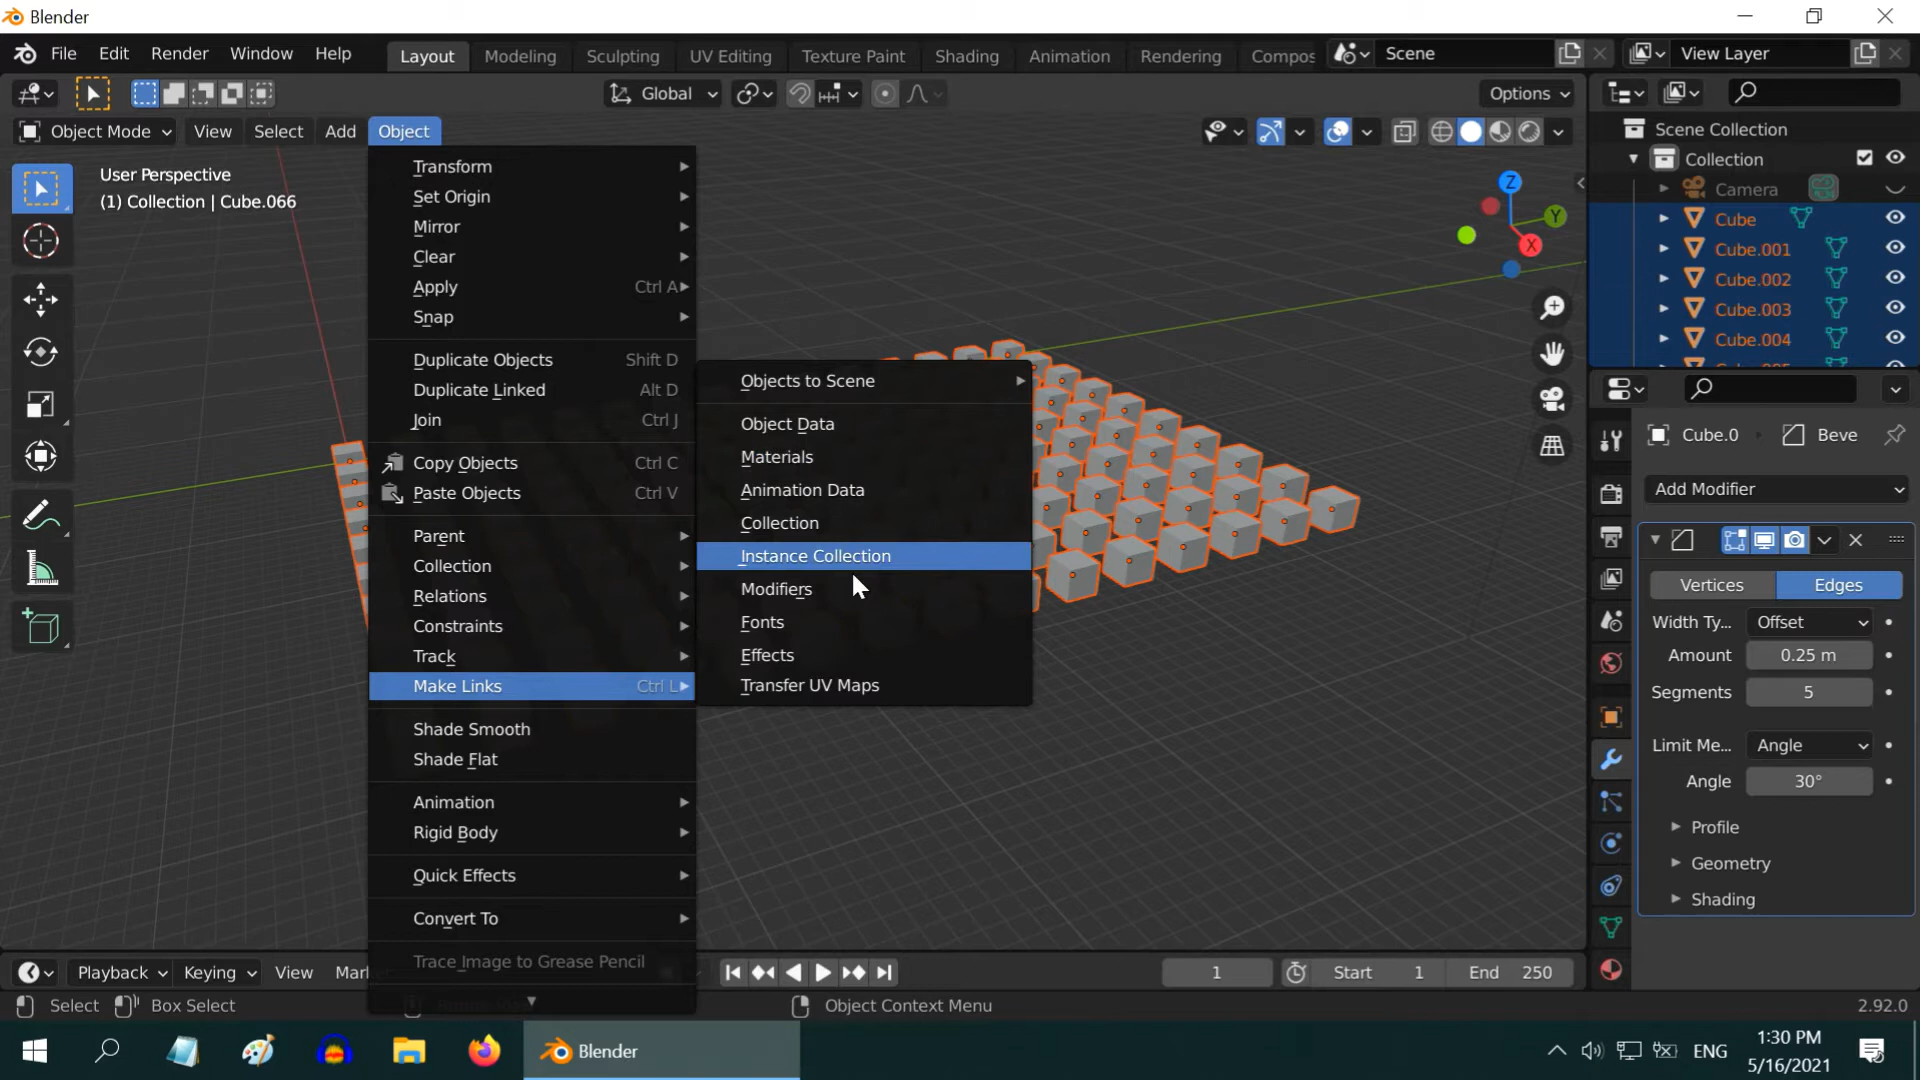 Blender
File Edit Render Window Help Layout Modeling Sculpting UV Editing Texture Paint Shading Animation Rendering Compos Scene View Layer
Global Options
Object Mode View Select Add Object
User Perspective
(1) Collection | Cube.066
Transform
Set Origin
Mirror
Clear
Apply Ctrl A
Snap
Duplicate Objects Shift D
Duplicate Linked Alt D
Join Ctrl J
Copy Objects Ctrl C
Paste Objects Ctrl V
Parent
Collection
Relations
Constraints
Track
Make Links Ctrl L
Shade Smooth
Shade Flat
Animation
Rigid Body
Quick Effects
Convert To
Trace Image to Grease Pencil
Objects to Scene
Object Data
Materials
Animation Data
Collection
Instance Collection
Modifiers
Fonts
Effects
Transfer UV Maps
Z
Y
X
Scene Collection
Collection
Camera
Cube
Cube.001
Cube.002
Cube.003
Cube.004
Cube.0 Beve
Add Modifier
Vertices Edges
Width Ty... Offset
Amount 0.25 m
Segments 5
Limit Me... Angle
Angle 30°
Profile
Geometry
Shading
Playback Keying View Mar 1 Start 1 End 250
Select Box Select Object Context Menu 2.92.0
Blender ENG
1:30 PM
5/16/2021